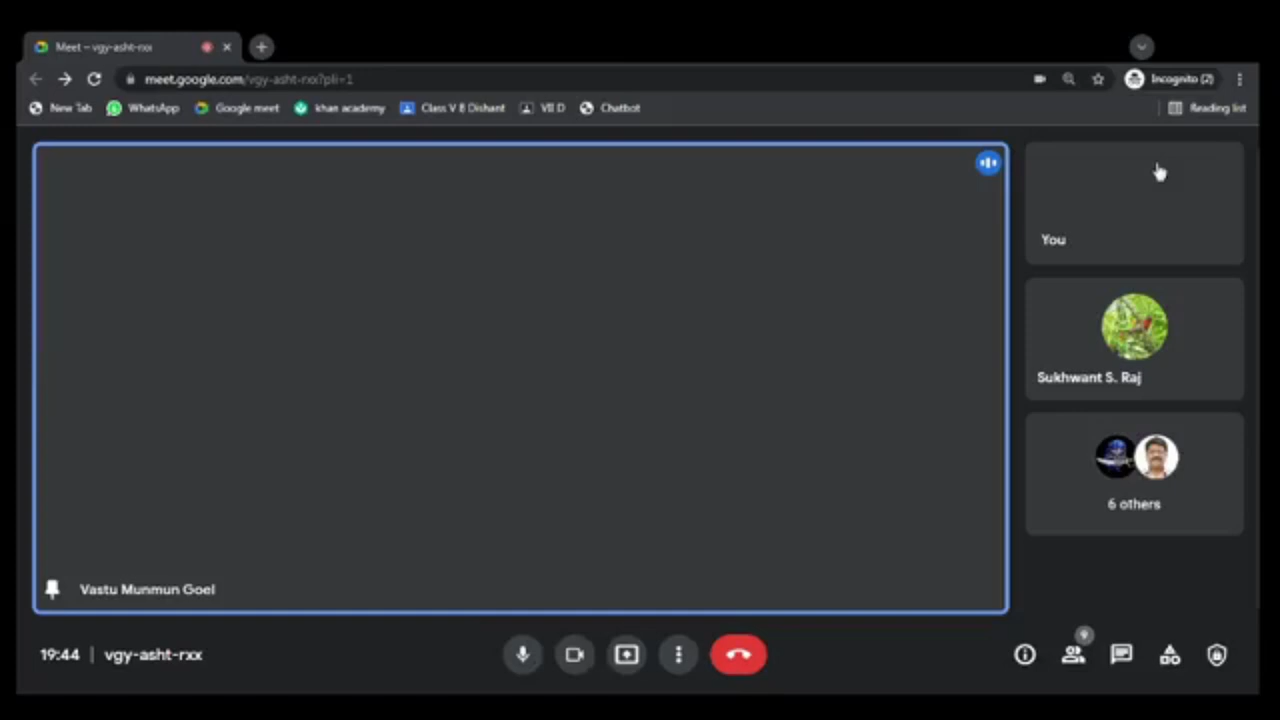 Meet – vgy-asht-rxx
meet.google.com/vgy-asht-rxx?pli=1
Incognito (2)
New Tab
WhatsApp
Google meet
khan academy
Class V B Dishant
VII D
Chatbot
Reading list
You
Sukhwant S. Raj
6 others
Vastu Munmun Goel
19:44 | vgy-asht-rxx
9